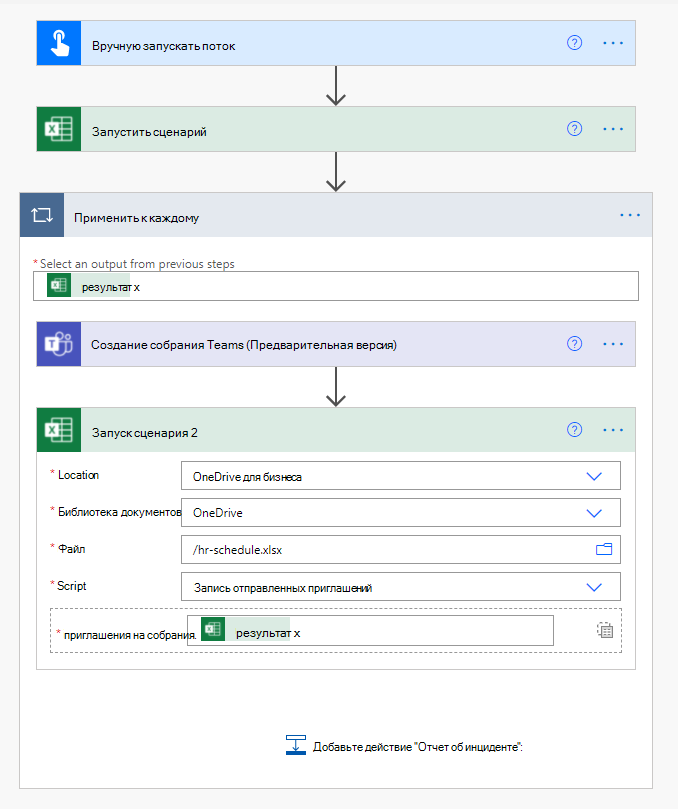 Вручную запускать поток
Запустить сценарий
Применить к каждому
* Select an output from previous steps
результат x
Создание собрания Teams (Предварительная версия)
Запуск сценария 2
* Location
OneDrive для бизнеса
* Библиотека документов
OneDrive
* Файл
/hr-schedule.xlsx
* Script
Запись отправленных приглашений
* приглашения на собрания.
результат x
Добавьте действие "Отчет об инциденте":